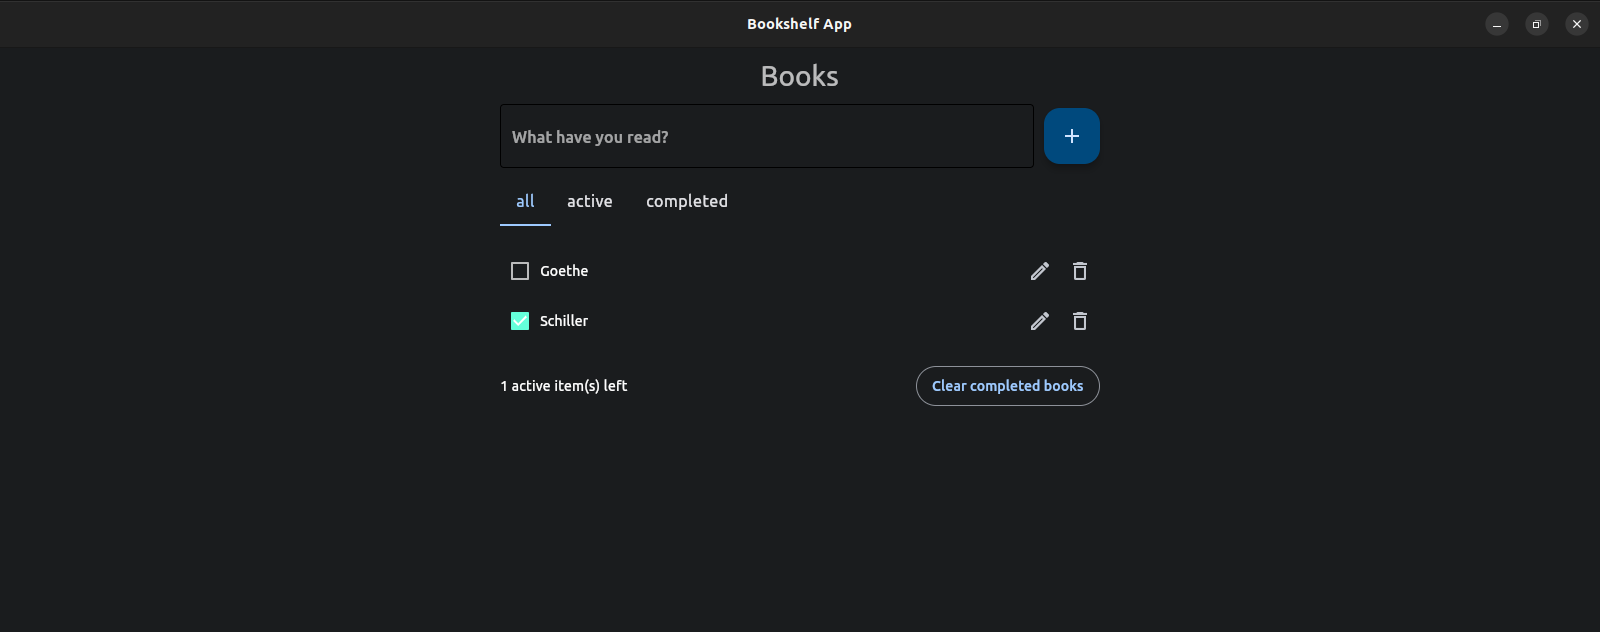 Bookshelf App
Books
What have you read?
all active completed
Goethe
Schiller
1 active item(s) left Clear completed books